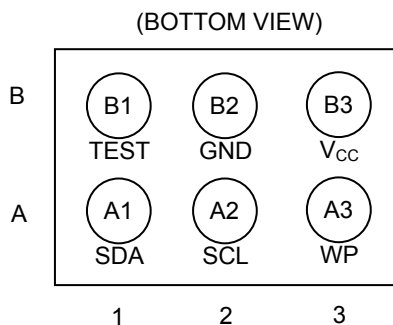 (BOTTOM VIEW)
B
B1 B2 B3
TEST GND VCC
A
A1 A2 A3
SDA SCL WP
1 2 3